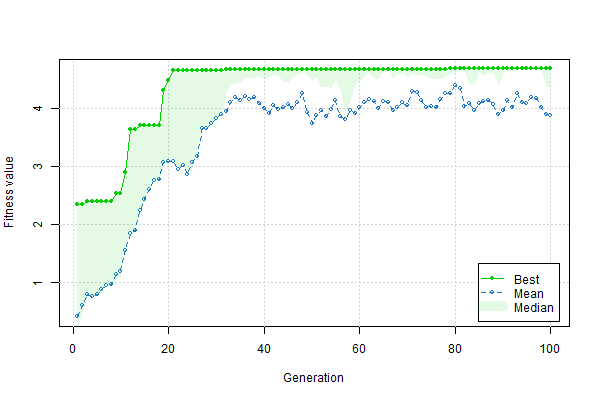 Fitness value
4
3
2
1
0 20 40 60 80 100
Generation
Best
Mean
Median